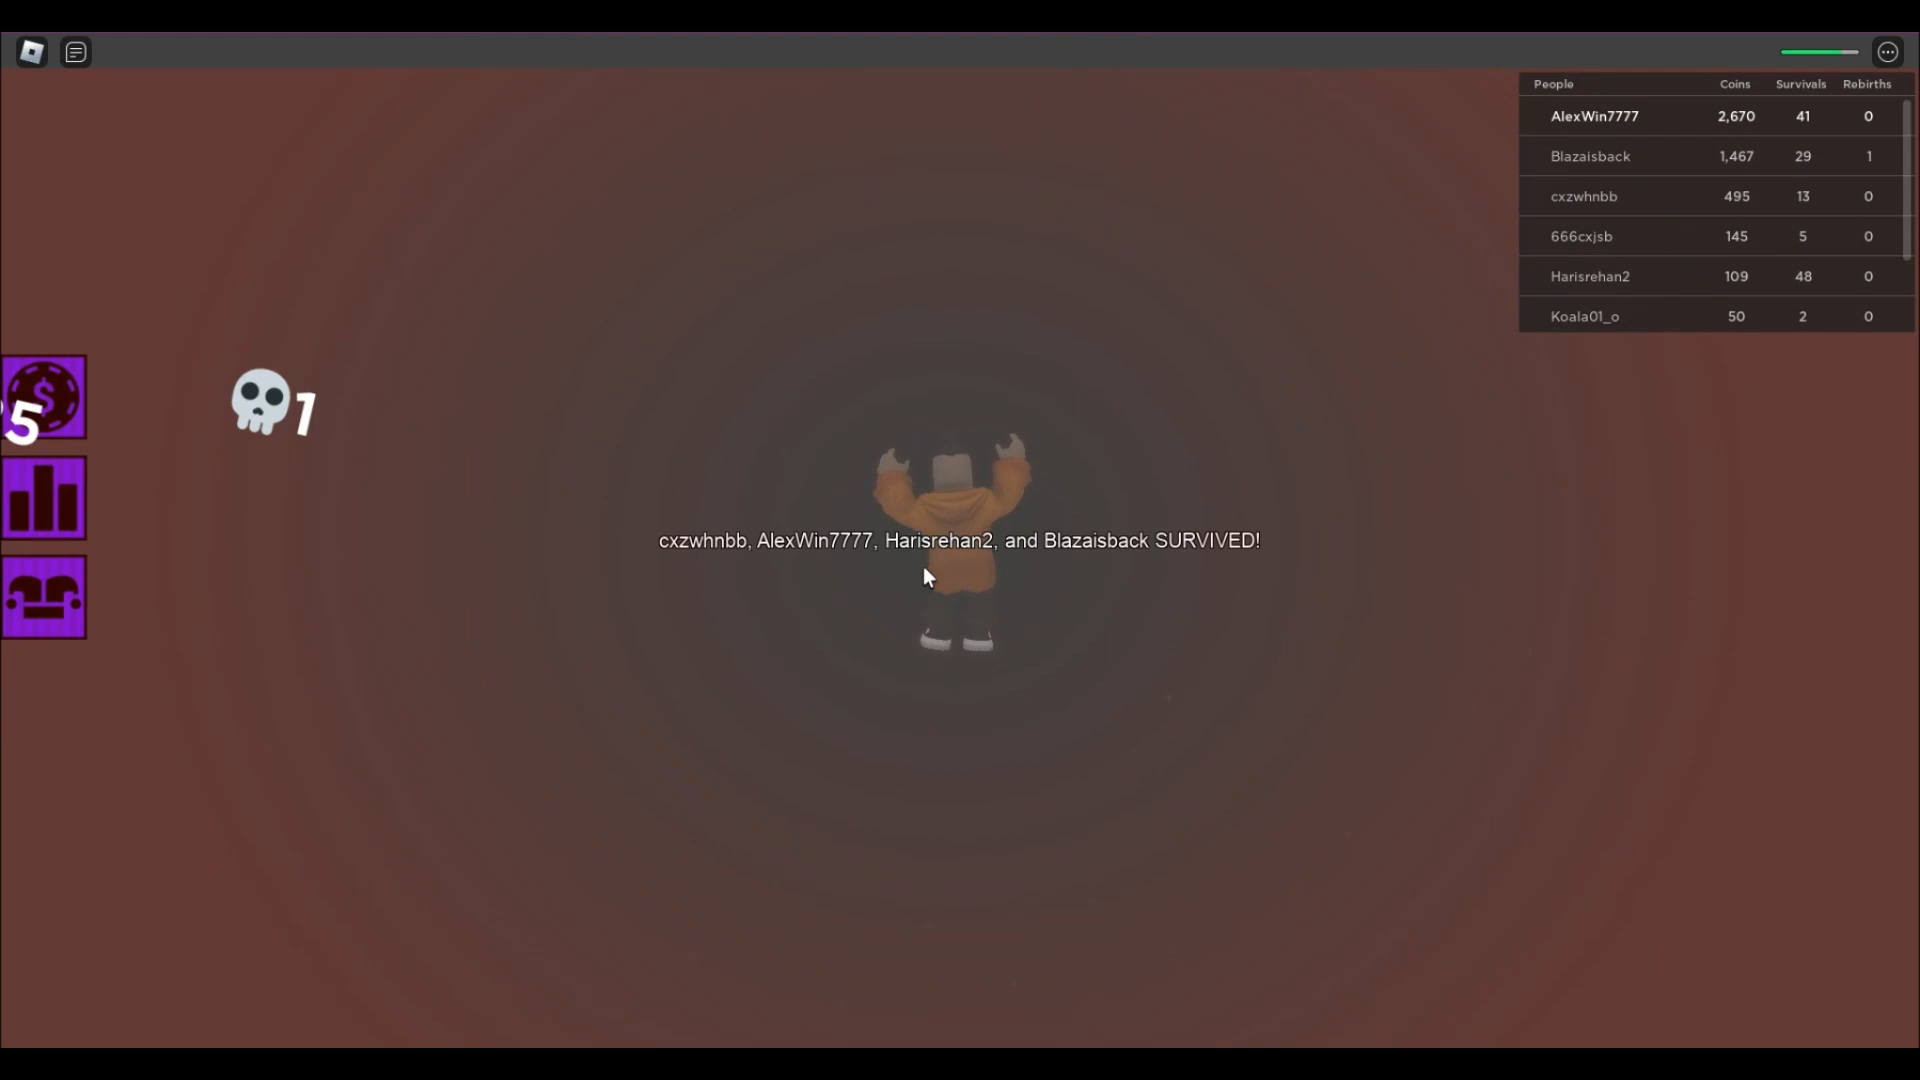 People Coins Survivals Rebirths
AlexWin7777 2,670 41 0
Blazaisback 1,467 29 1
cxzwhnbb 495 13 0
666cxjsb 145 5 0
Harisrehan2 109 48 0
Koala01_o 50 2 0
$
5
1
cxzwhnbb, AlexWin7777, Harisrehan2, and Blazaisback SURVIVED!